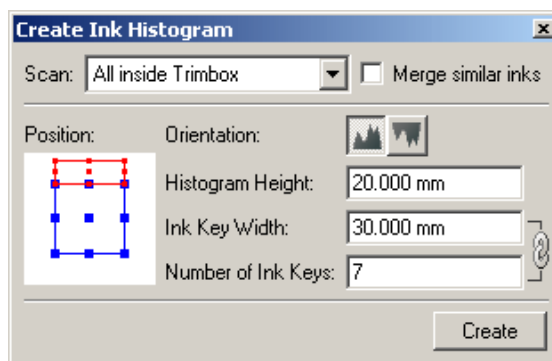 Create Ink Histogram
Scan: All inside Trimbox Merge similar inks
Position: Orientation:
Histogram Height: 20.000 mm
Ink Key Width: 30.000 mm
Number of Ink Keys: 7
Create